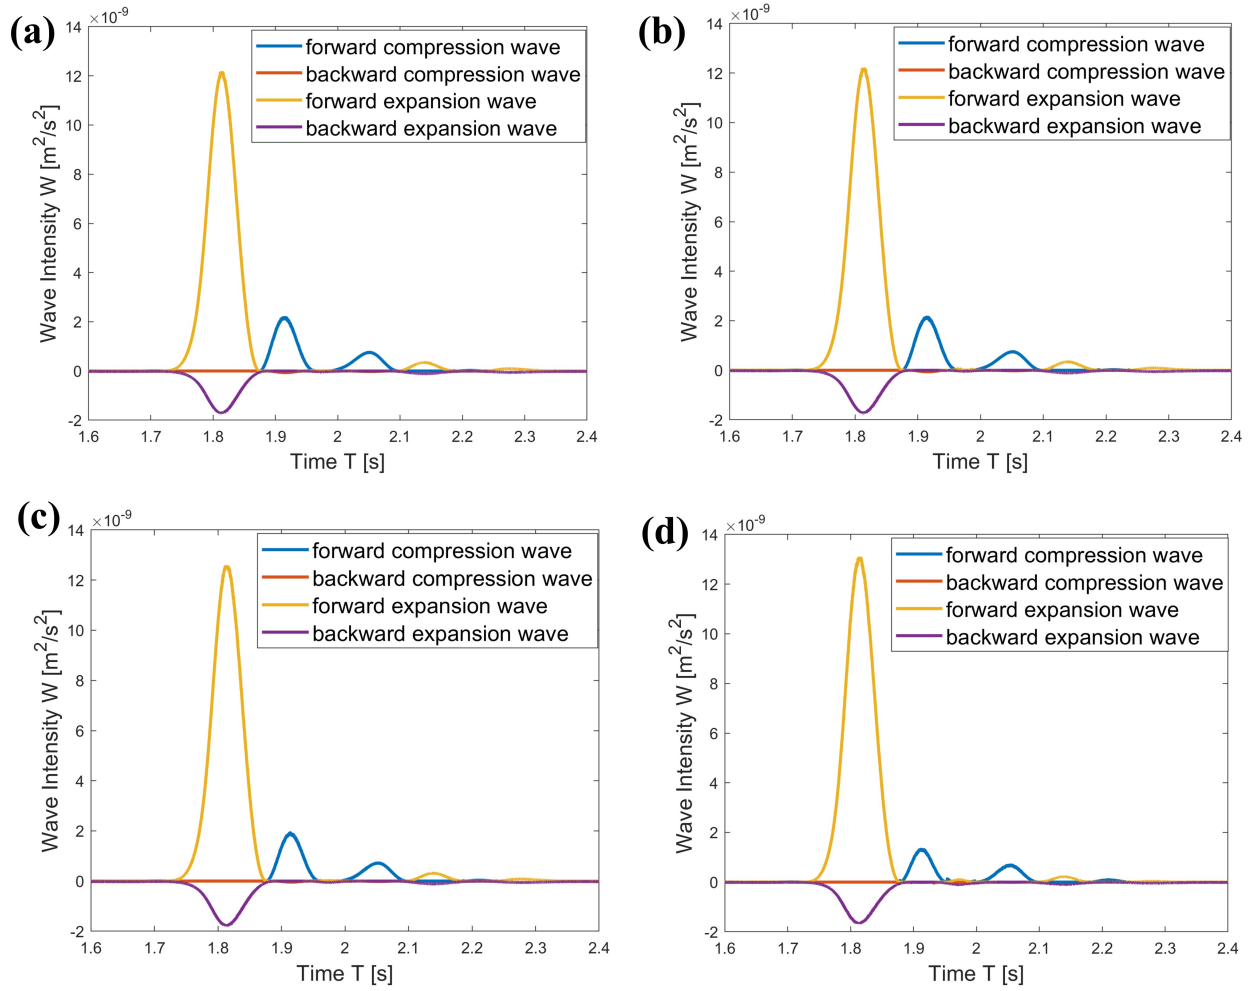 (a)
×10^-9
14
12
10
8
6
4
2
0
-2
Wave Intensity W [m^2/s^2]
forward compression wave
backward compression wave
forward expansion wave
backward expansion wave
1.6 1.7 1.8 1.9 2 2.1 2.2 2.3 2.4
Time T [s]
(b)
×10^-9
14
12
10
8
6
4
2
0
-2
Wave Intensity W [m^2/s^2]
forward compression wave
backward compression wave
forward expansion wave
backward expansion wave
1.6 1.7 1.8 1.9 2 2.1 2.2 2.3 2.4
Time T [s]
(c)
×10^-9
14
12
10
8
6
4
2
0
-2
Wave Intensity W [m^2/s^2]
forward compression wave
backward compression wave
forward expansion wave
backward expansion wave
1.6 1.7 1.8 1.9 2 2.1 2.2 2.3 2.4
Time T [s]
(d)
×10^-9
14
12
10
8
6
4
2
0
-2
Wave Intensity W [m^2/s^2]
forward compression wave
backward compression wave
forward expansion wave
backward expansion wave
1.6 1.7 1.8 1.9 2 2.1 2.2 2.3 2.4
Time T [s]